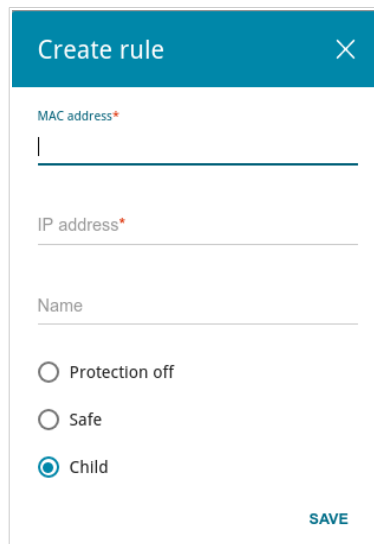 Create rule
MAC address*
IP address*
Name
Protection off
Safe
Child
SAVE